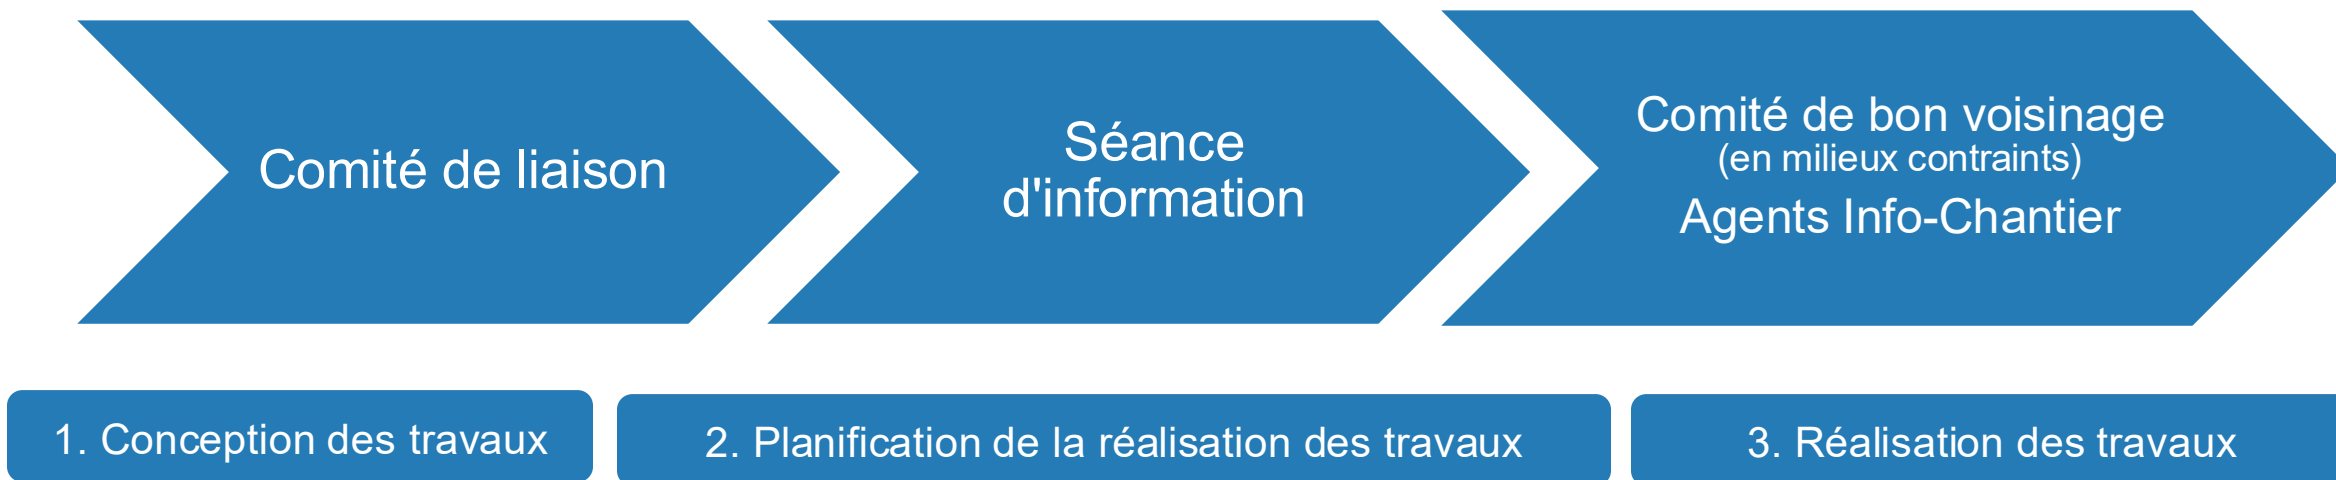 Comité de liaison
Séance
d'information
Comité de bon voisinage
(en milieux contraints)
Agents Info-Chantier
1. Conception des travaux
2. Planification de la réalisation des travaux
3. Réalisation des travaux